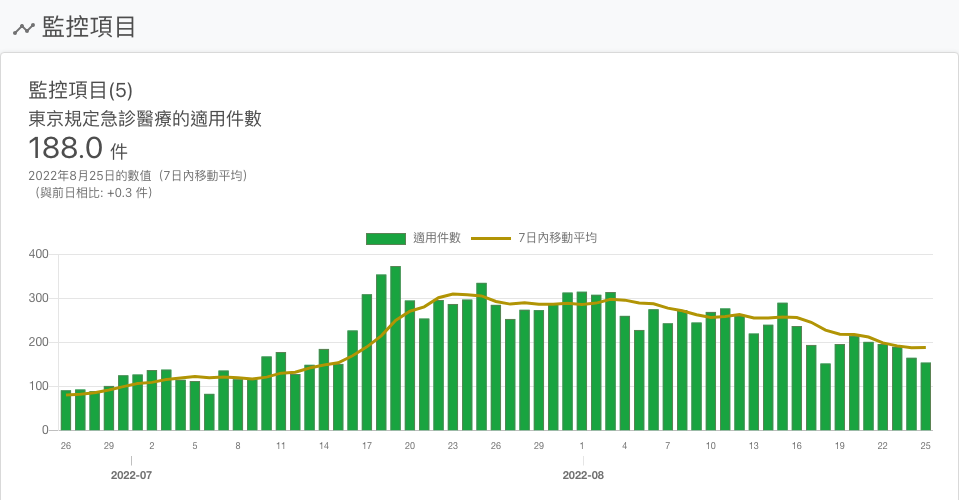 監控項目
監控項目(5)
東京規定急診醫療的適用件數
188.0 件
2022年8月25日的數值（7日內移動平均）
（與前日相比: +0.3 件）
適用件數 7日內移動平均
400
300
200
100
0
26 29 2 5 8 11 14 17 20 23 26 29 1 4 7 10 13 16 19 22 25
2022-07 2022-08